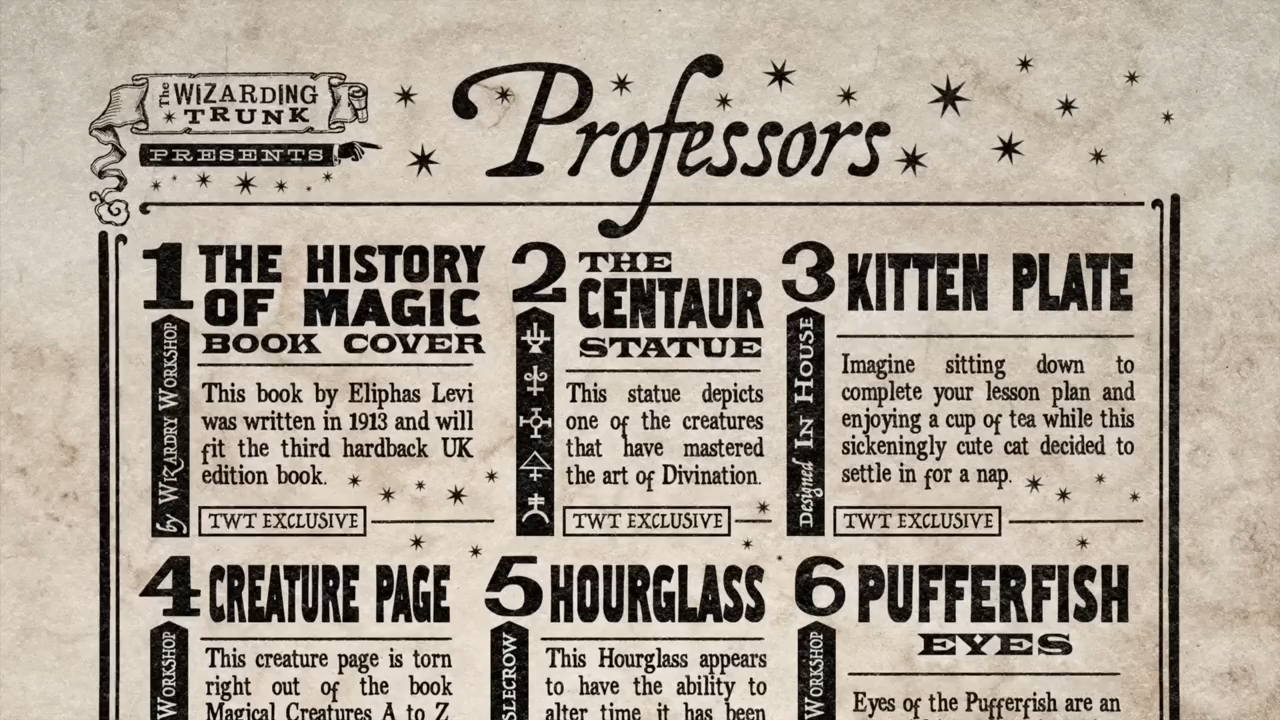 The WIZARDING
TRUNK
PRESENTS
Professors
1 THE HISTORY
OF MAGIC
BOOK COVER
by WIZARDRY WORKSHOP
This book by Eliphas Levi
was written in 1913 and will
fit the third hardback UK
edition book.
TWT EXCLUSIVE
2 THE
CENTAUR
STATUE
This statue depicts
one of the creatures
that have mastered
the art of Divination.
TWT EXCLUSIVE
3 KITTEN PLATE
Designed IN HOUSE
Imagine sitting down to
complete your lesson plan and
enjoying a cup of tea while this
sickeningly cute cat decided to
settle in for a nap.
TWT EXCLUSIVE
4 CREATURE PAGE
WORKSHOP
This creature page is torn
right out of the book
Magical Creatures A to Z
5 HOURGLASS
This Hourglass appears
to have the ability to
alter time it has been
6 PUFFERFISH
EYES
WORKSHOP
Eyes of the Pufferfish are an